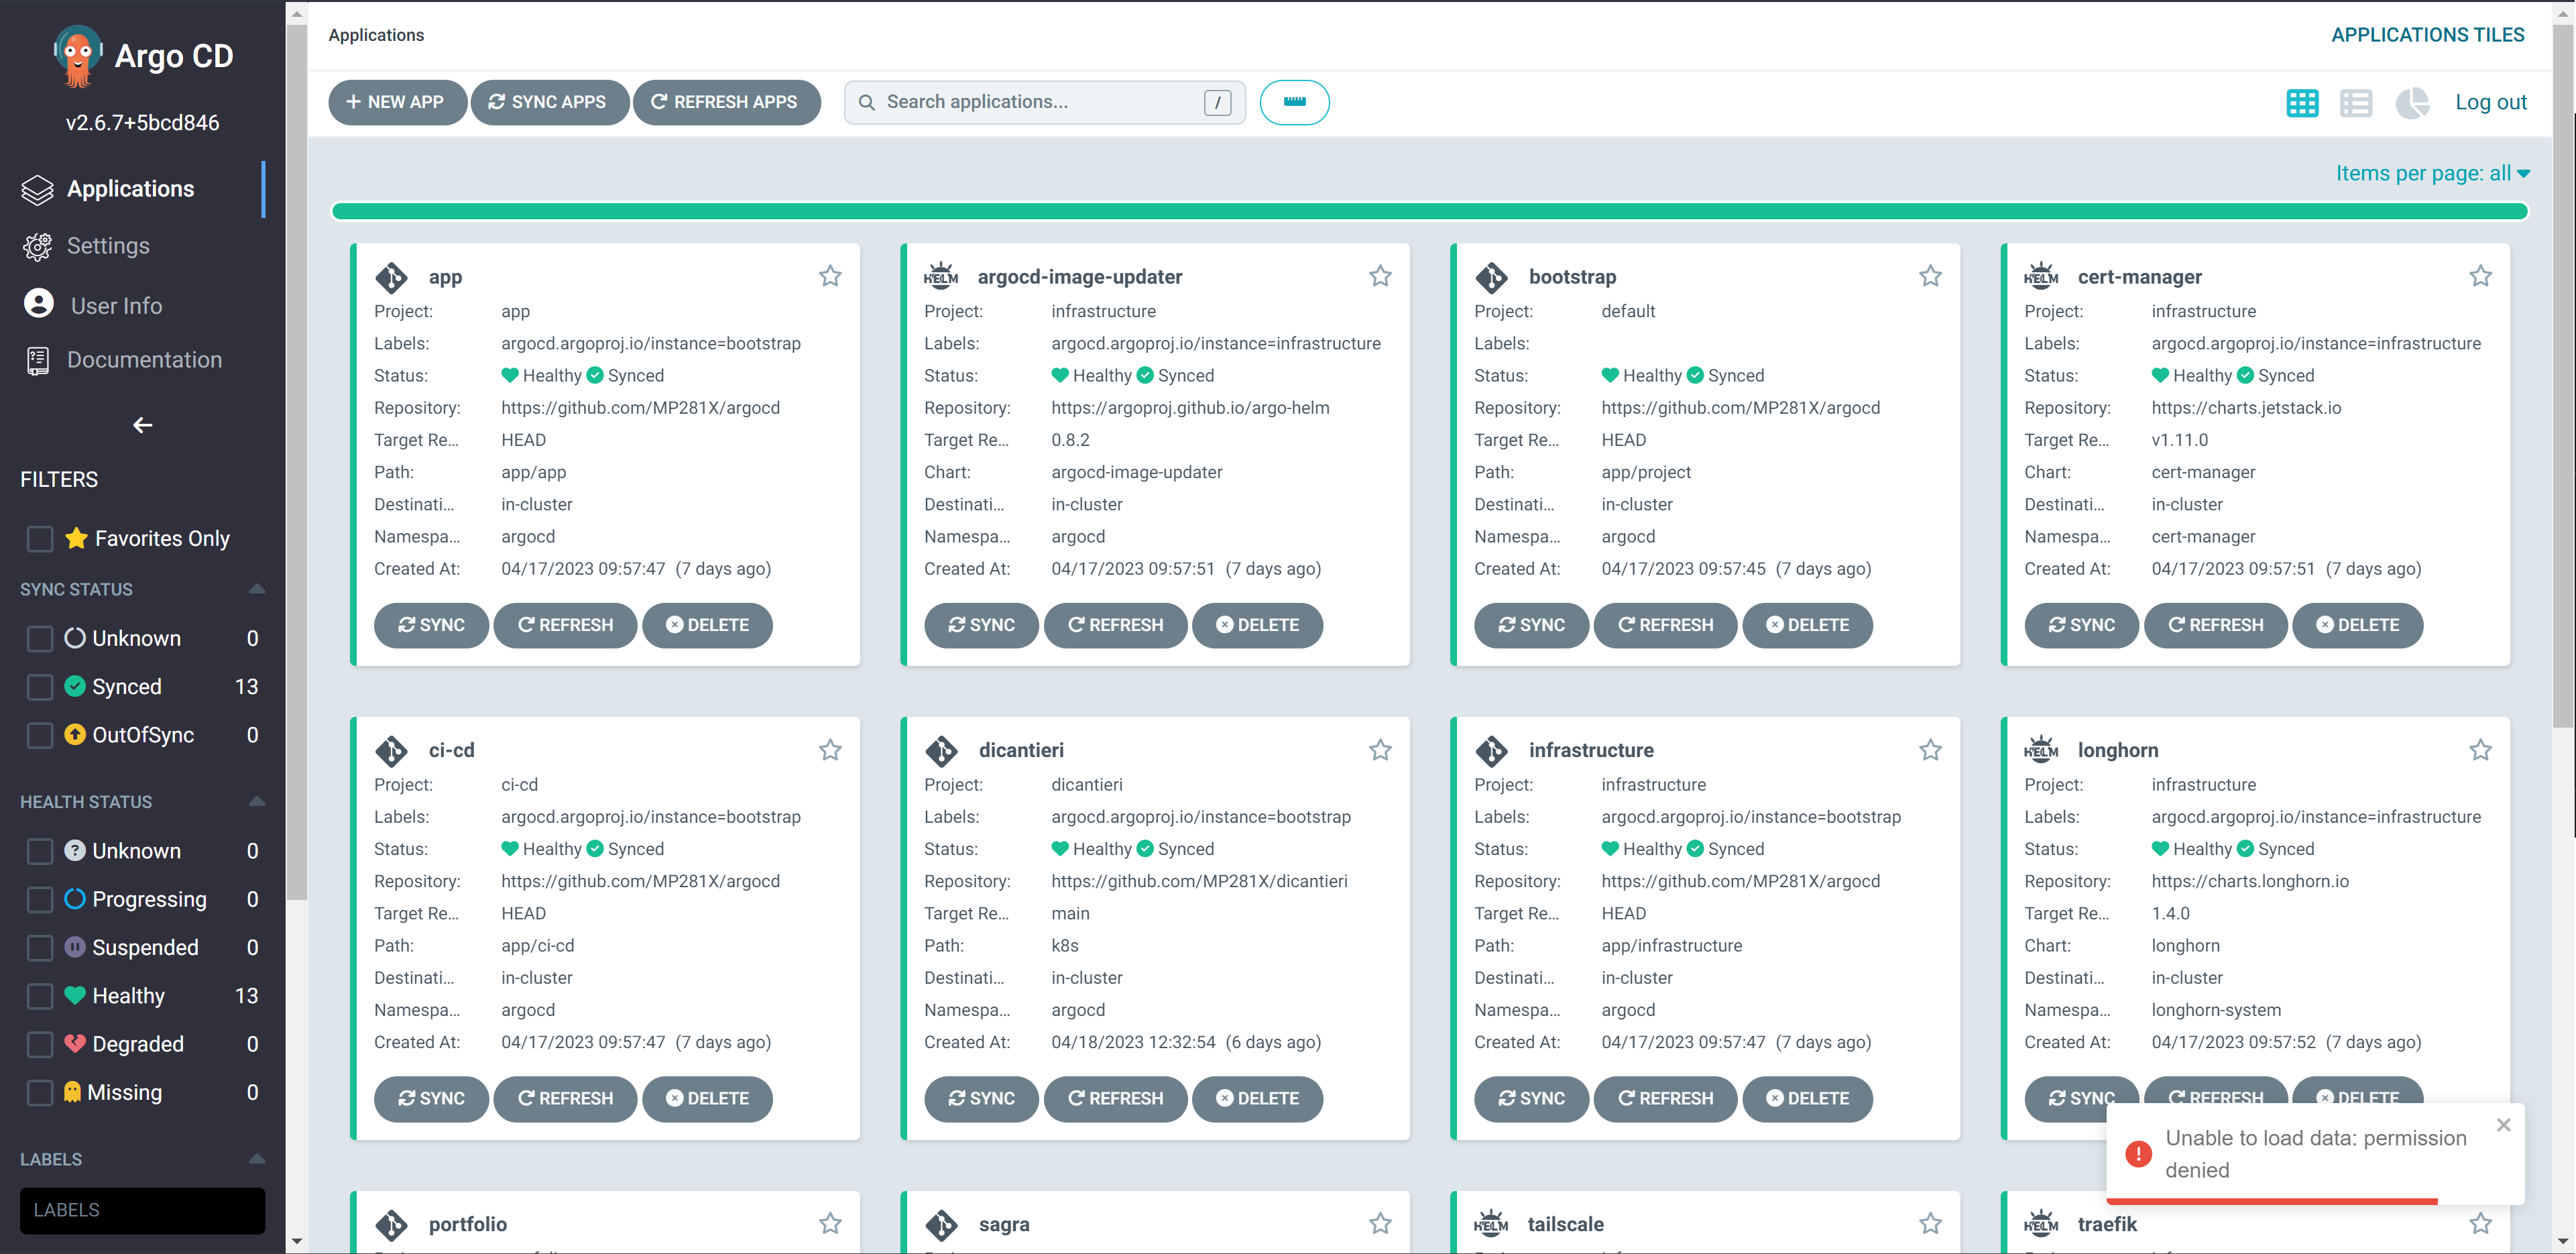 Argo CD
v2.6.7+5bcd846
Applications
Settings
User Info
Documentation
FILTERS
Favorites Only
SYNC STATUS
Unknown 0
Synced 13
OutOfSync 0
HEALTH STATUS
Unknown 0
Progressing 0
Suspended 0
Healthy 13
Degraded 0
Missing 0
LABELS
LABELS
Applications
APPLICATIONS TILES
NEW APP SYNC APPS REFRESH APPS Search applications... / Log out
Items per page: all
app
Project: app
Labels: argocd.argoproj.io/instance=bootstrap
Status: Healthy Synced
Repository: https://github.com/MP281X/argocd
Target Re... HEAD
Path: app/app
Destinati... in-cluster
Namespa... argocd
Created At: 04/17/2023 09:57:47 (7 days ago)
SYNC REFRESH DELETE
HELM argocd-image-updater
Project: infrastructure
Labels: argocd.argoproj.io/instance=infrastructure
Status: Healthy Synced
Repository: https://argoproj.github.io/argo-helm
Target Re... 0.8.2
Chart: argocd-image-updater
Destinati... in-cluster
Namespa... argocd
Created At: 04/17/2023 09:57:51 (7 days ago)
SYNC REFRESH DELETE
bootstrap
Project: default
Labels:
Status: Healthy Synced
Repository: https://github.com/MP281X/argocd
Target Re... HEAD
Path: app/project
Destinati... in-cluster
Namespa... argocd
Created At: 04/17/2023 09:57:45 (7 days ago)
SYNC REFRESH DELETE
HELM cert-manager
Project: infrastructure
Labels: argocd.argoproj.io/instance=infrastructure
Status: Healthy Synced
Repository: https://charts.jetstack.io
Target Re... v1.11.0
Chart: cert-manager
Destinati... in-cluster
Namespa... cert-manager
Created At: 04/17/2023 09:57:51 (7 days ago)
SYNC REFRESH DELETE
ci-cd
Project: ci-cd
Labels: argocd.argoproj.io/instance=bootstrap
Status: Healthy Synced
Repository: https://github.com/MP281X/argocd
Target Re... HEAD
Path: app/ci-cd
Destinati... in-cluster
Namespa... argocd
Created At: 04/17/2023 09:57:47 (7 days ago)
SYNC REFRESH DELETE
dicantieri
Project: dicantieri
Labels: argocd.argoproj.io/instance=bootstrap
Status: Healthy Synced
Repository: https://github.com/MP281X/dicantieri
Target Re... main
Path: k8s
Destinati... in-cluster
Namespa... argocd
Created At: 04/18/2023 12:32:54 (6 days ago)
SYNC REFRESH DELETE
infrastructure
Project: infrastructure
Labels: argocd.argoproj.io/instance=bootstrap
Status: Healthy Synced
Repository: https://github.com/MP281X/argocd
Target Re... HEAD
Path: app/infrastructure
Destinati... in-cluster
Namespa... argocd
Created At: 04/17/2023 09:57:47 (7 days ago)
SYNC REFRESH DELETE
HELM longhorn
Project: infrastructure
Labels: argocd.argoproj.io/instance=infrastructure
Status: Healthy Synced
Repository: https://charts.longhorn.io
Target Re... 1.4.0
Chart: longhorn
Destinati... in-cluster
Namespa... longhorn-system
Created At: 04/17/2023 09:57:52 (7 days ago)
SYNC REFRESH DELETE
Unable to load data: permission
denied
portfolio
sagra
HELM tailscale
HELM traefik